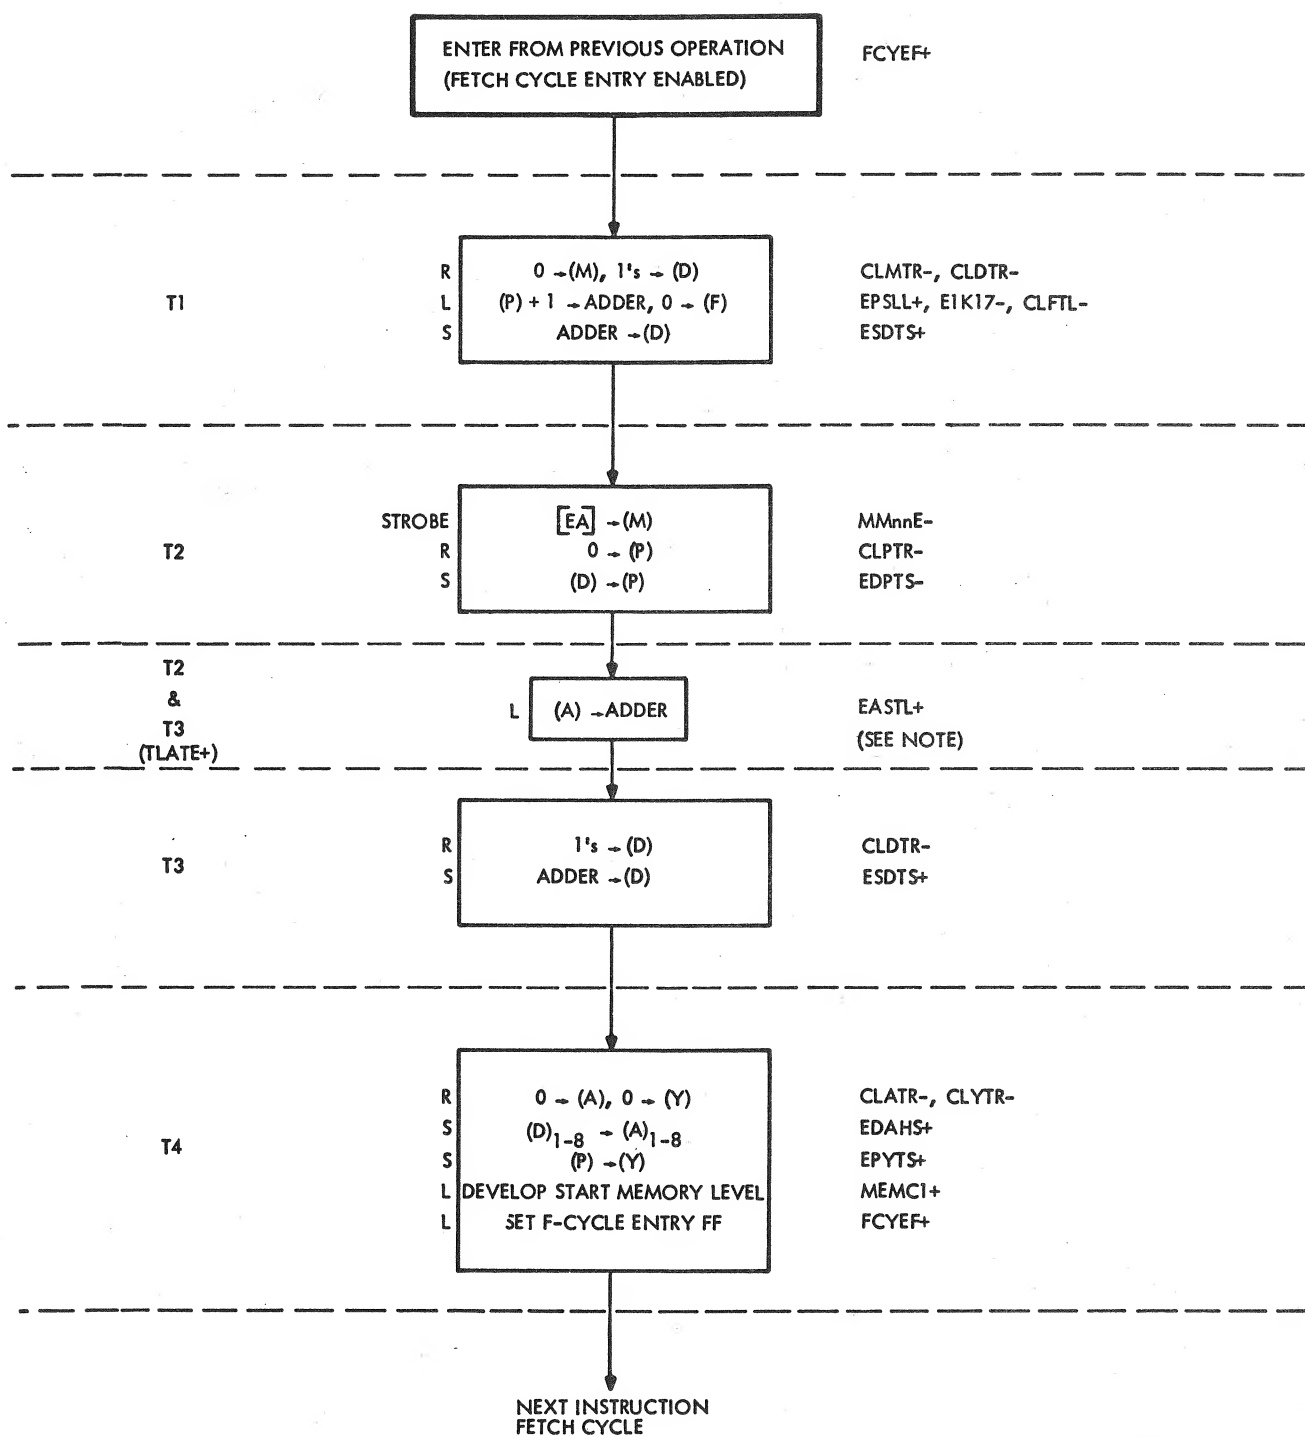 ENTER FROM PREVIOUS OPERATION
(FETCH CYCLE ENTRY ENABLED)
FCYEF+
T1
R 0 → (M), 1's → (D) CLMTR-, CLDTR-
L (P) + 1 → ADDER, 0 → (F) EPSLL+, E1K17-, CLFTL-
S ADDER → (D) ESDTS+
T2
STROBE [EA] → (M) MMnnE-
R 0 → (P) CLPTR-
S (D) → (P) EDPTS-
T2
&
T3
(TLATE+)
L (A) → ADDER EASTL+
(SEE NOTE)
T3
R 1's → (D) CLDTR-
S ADDER → (D) ESDTS+
T4
R 0 → (A), 0 → (Y) CLATR-, CLYTR-
S (D)1-8 → (A)1-8 EDAHS+
S (P) → (Y) EPYTS+
L DEVELOP START MEMORY LEVEL MEMC1+
L SET F-CYCLE ENTRY FF FCYEF+
NEXT INSTRUCTION
FETCH CYCLE